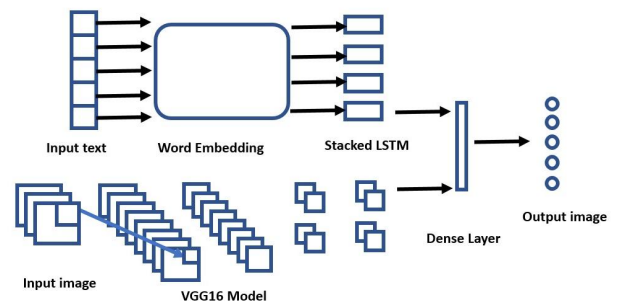 Input text
Word Embedding
Stacked LSTM
Output image
Dense Layer
Input image
VGG16 Model